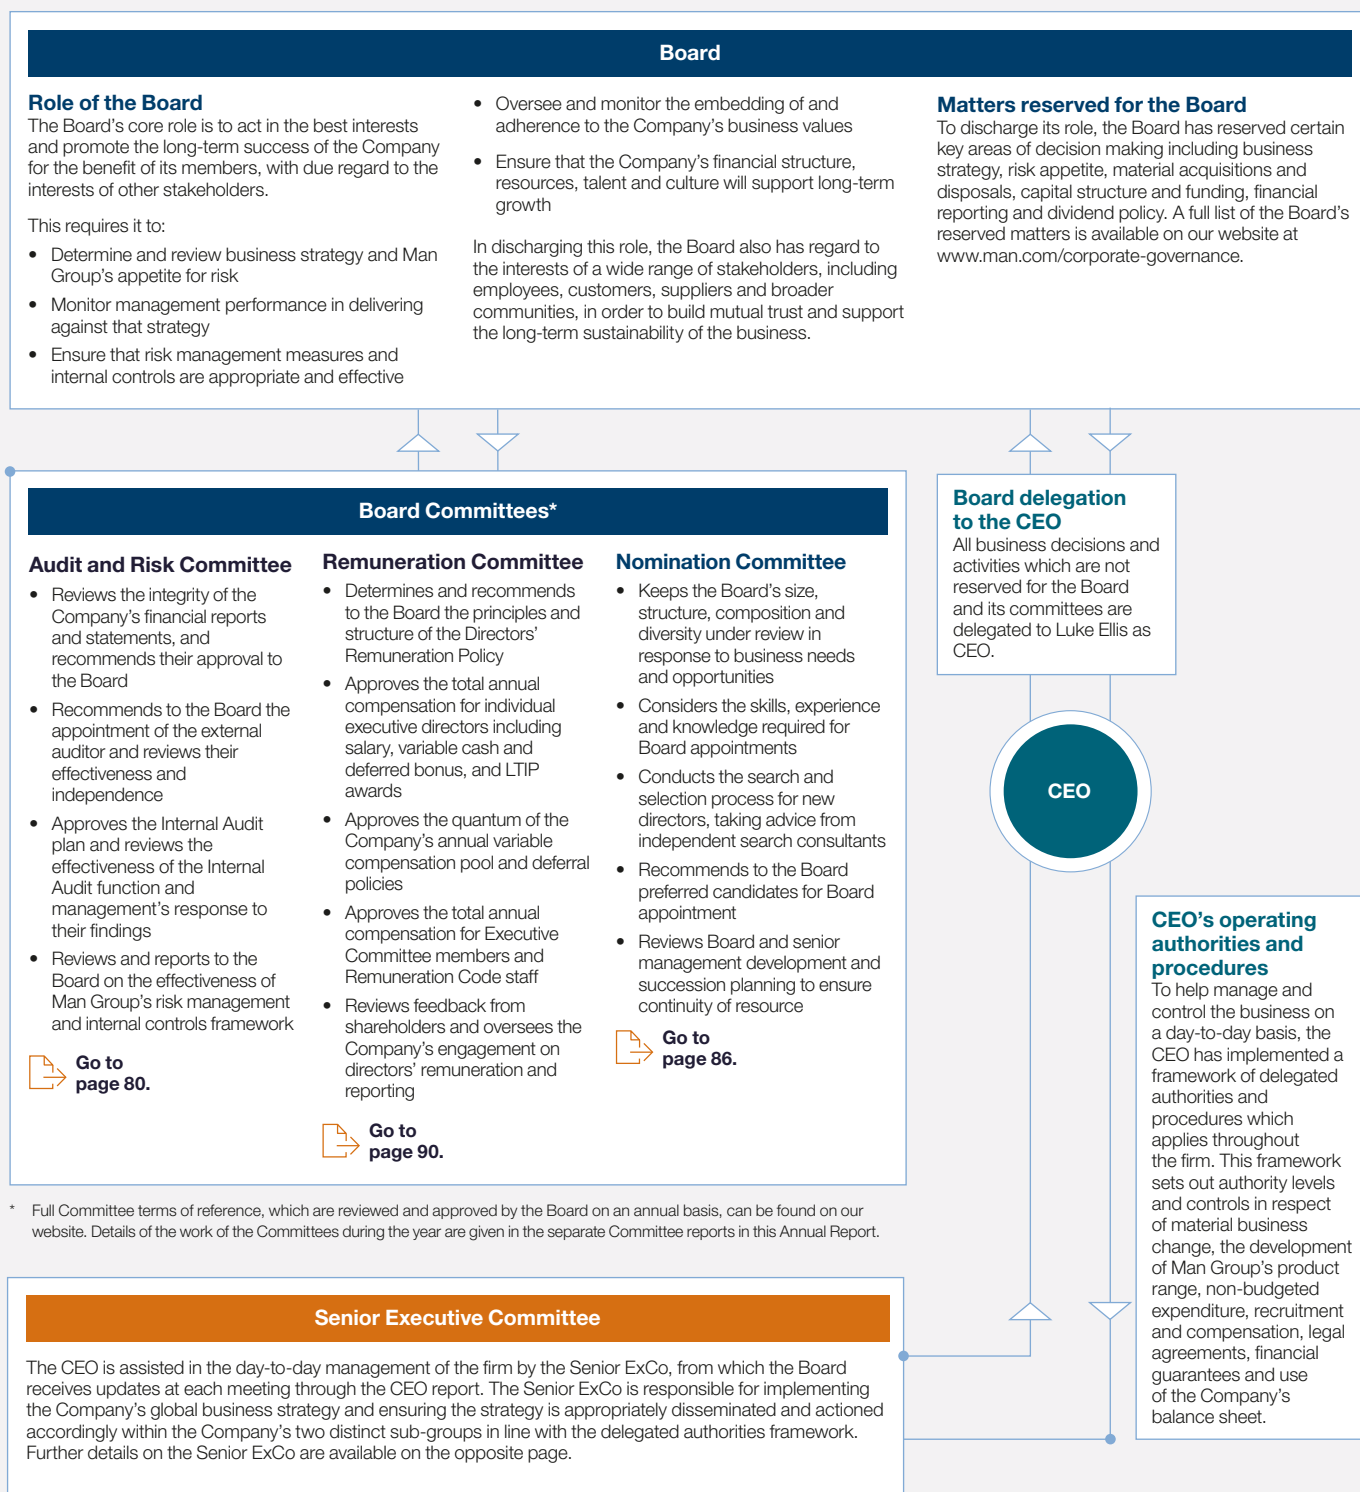 Board
Role of the Board
The Board's core role is to act in the best interests
and promote the long-term success of the Company
for the benefit of its members, with due regard to the
interests of other stakeholders.
This requires it to:
• Determine and review business strategy and Man
Group's appetite for risk
• Monitor management performance in delivering
against that strategy
• Ensure that risk management measures and
internal controls are appropriate and effective
• Oversee and monitor the embedding of and
adherence to the Company's business values
• Ensure that the Company's financial structure,
resources, talent and culture will support long-term
growth
In discharging this role, the Board also has regard to
the interests of a wide range of stakeholders, including
employees, customers, suppliers and broader
communities, in order to build mutual trust and support
the long-term sustainability of the business.
Matters reserved for the Board
To discharge its role, the Board has reserved certain
key areas of decision making including business
strategy, risk appetite, material acquisitions and
disposals, capital structure and funding, financial
reporting and dividend policy. A full list of the Board's
reserved matters is available on our website at
www.man.com/corporate-governance.
Board Committees*
Audit and Risk Committee
• Reviews the integrity of the
Company's financial reports
and statements, and
recommends their approval to
the Board
• Recommends to the Board the
appointment of the external
auditor and reviews their
effectiveness and
independence
• Approves the Internal Audit
plan and reviews the
effectiveness of the Internal
Audit function and
management's response to
their findings
• Reviews and reports to the
Board on the effectiveness of
Man Group's risk management
and internal controls framework
Go to
page 80.
Remuneration Committee
• Determines and recommends
to the Board the principles and
structure of the Directors'
Remuneration Policy
• Approves the total annual
compensation for individual
executive directors including
salary, variable cash and
deferred bonus, and LTIP
awards
• Approves the quantum of the
Company's annual variable
compensation pool and deferral
policies
• Approves the total annual
compensation for Executive
Committee members and
Remuneration Code staff
• Reviews feedback from
shareholders and oversees the
Company's engagement on
directors' remuneration and
reporting
Go to
page 90.
Nomination Committee
• Keeps the Board's size,
structure, composition and
diversity under review in
response to business needs
and opportunities
• Considers the skills, experience
and knowledge required for
Board appointments
• Conducts the search and
selection process for new
directors, taking advice from
independent search consultants
• Recommends to the Board
preferred candidates for Board
appointment
• Reviews Board and senior
management development and
succession planning to ensure
continuity of resource
Go to
page 86.
Board delegation
to the CEO
All business decisions and
activities which are not
reserved for the Board
and its committees are
delegated to Luke Ellis as
CEO.
CEO
CEO's operating
authorities and
procedures
To help manage and
control the business on
a day-to-day basis, the
CEO has implemented a
framework of delegated
authorities and
procedures which
applies throughout
the firm. This framework
sets out authority levels
and controls in respect
of material business
change, the development
of Man Group's product
range, non-budgeted
expenditure, recruitment
and compensation, legal
agreements, financial
guarantees and use
of the Company's
balance sheet.
* Full Committee terms of reference, which are reviewed and approved by the Board on an annual basis, can be found on our
website. Details of the work of the Committees during the year are given in the separate Committee reports in this Annual Report.
Senior Executive Committee
The CEO is assisted in the day-to-day management of the firm by the Senior ExCo, from which the Board
receives updates at each meeting through the CEO report. The Senior ExCo is responsible for implementing
the Company's global business strategy and ensuring the strategy is appropriately disseminated and actioned
accordingly within the Company's two distinct sub-groups in line with the delegated authorities framework.
Further details on the Senior ExCo are available on the opposite page.